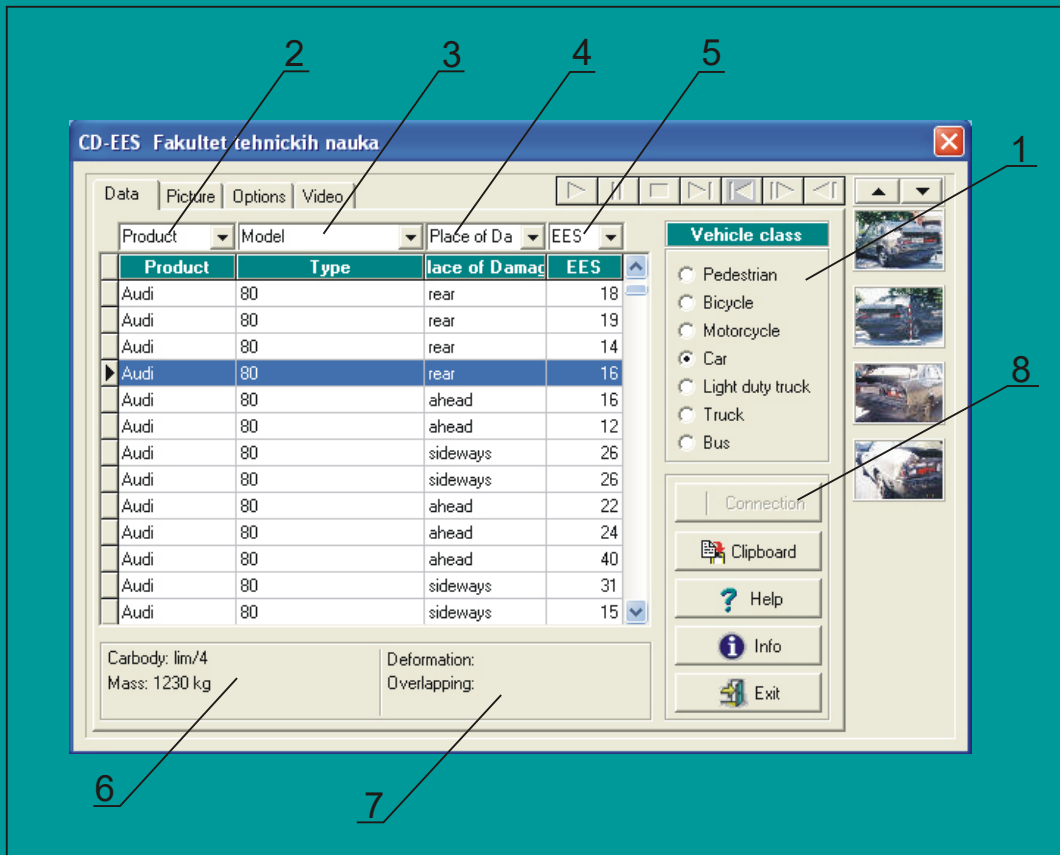 2 3 4 5
CD-EES Fakultet tehnickih nauka
1
Data Picture Options Video
Product Model Place of Da EES
Vehicle class
Product Type lace of Damag EES
Audi 80 rear 18
Audi 80 rear 19
Audi 80 rear 14
Audi 80 rear 16
Audi 80 ahead 16
Audi 80 ahead 12
Audi 80 sideways 26
Audi 80 sideways 26
Audi 80 ahead 22
Audi 80 ahead 24
Audi 80 ahead 40
Audi 80 sideways 31
Audi 80 sideways 15
Pedestrian
Bicycle
Motorcycle
Car
Light duty truck
Truck
Bus
8
Connection
Clipboard
Help
Info
Exit
Carbody: lim/4
Mass: 1230 kg
Deformation:
Overlapping:
6
7